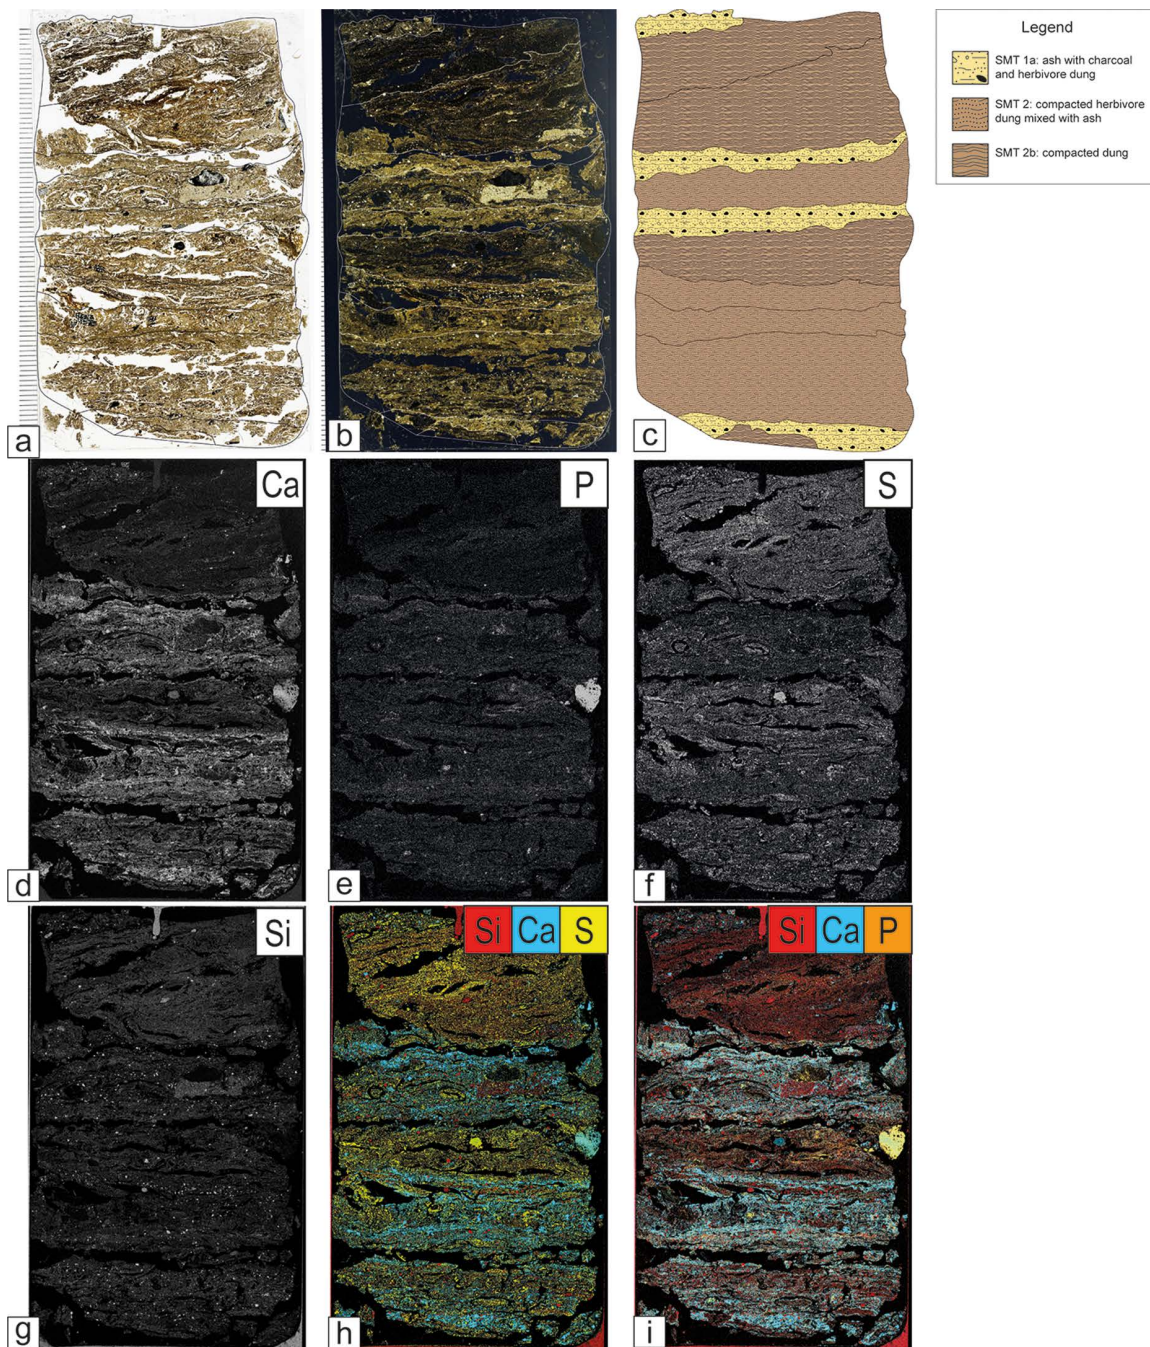 Legend
SMT 1a: ash with charcoal
and herbivore dung
SMT 2: compacted herbivore
dung mixed with ash
SMT 2b: compacted dung
a
b
c
Ca
P
S
d
e
f
Si
Si Ca S
Si Ca P
g
h
i